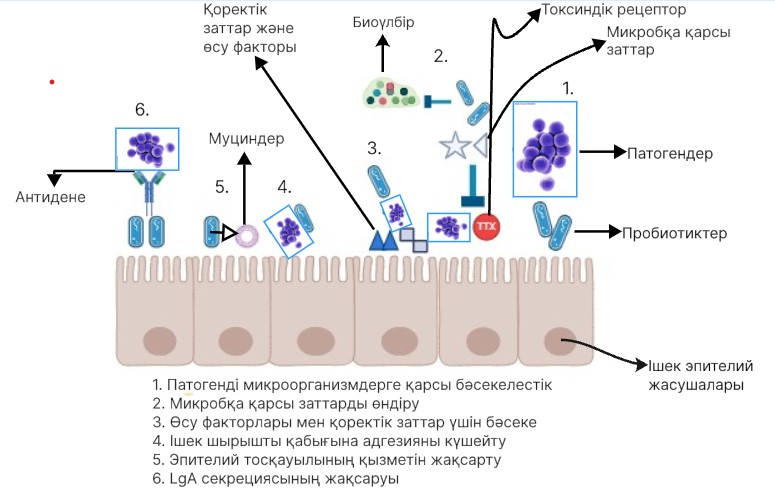 Қоректік
заттар және
өсу факторы
Биоүлбір
Токсиндік рецептор
Микробқа қарсы
заттар
2.
1.
6.
Муциндер
3.
Патогендер
Антидене
5.
4.
TTX
Пробиотиктер
Ішек эпителий
жасушалары
1. Патогенді микроорганизмдерге қарсы бәсекелестік
2. Микробқа қарсы заттарды өндіру
3. Өсу факторлары мен қоректік заттар үшін бәсеке
4. Ішек шырышты қабығына адгезияны күшейту
5. Эпителий тосқауылының қызметін жақсарту
6. LgA секрециясының жақсаруы